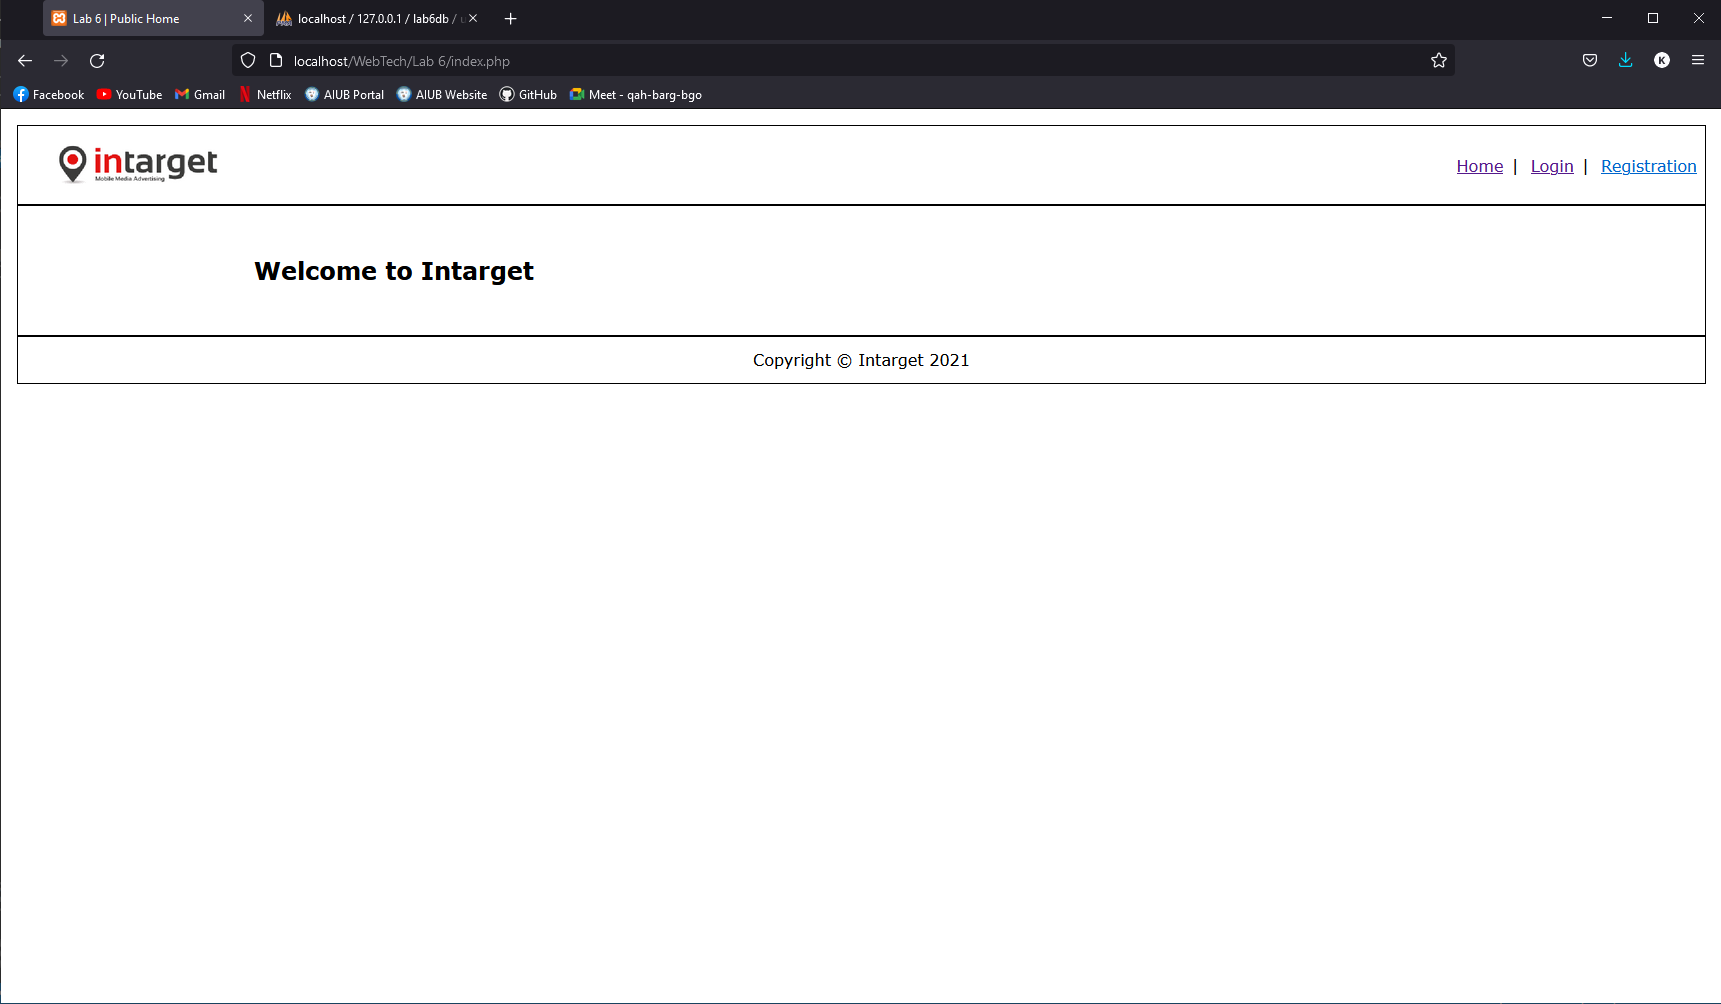 Lab 6 | Public Home
localhost / 127.0.0.1 / lab6db /
localhost/WebTech/Lab 6/index.php
K
Facebook YouTube Gmail Netflix AIUB Portal AIUB Website GitHub Meet - qah-barg-bgo
intarget
Mobile Media Advertising
Home | Login | Registration
Welcome to Intarget
Copyright © Intarget 2021